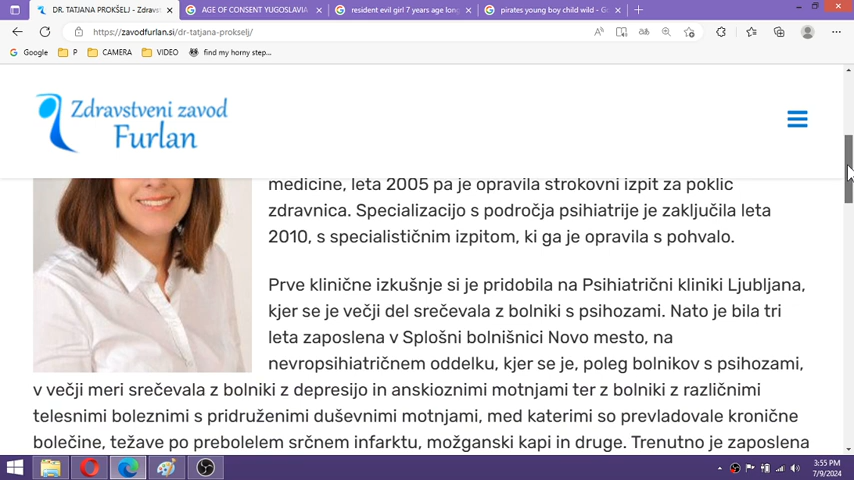 DR. TATJANA PROKŠELJ - Zdravst
AGE OF CONSENT YUGOSLAVIA
resident evil girl 7 years age long
pirates young boy child wild - Go
https://zavodfurlan.si/dr-tatjana-prokselj/
Google
P
CAMERA
VIDEO
find my horny step...
Zdravstveni zavod
Furlan
medicine, leta 2005 pa je opravila strokovni izpit za poklic
zdravnica. Specializacijo s področja psihiatrije je zaključila leta
2010, s specialističnim izpitom, ki ga je opravila s pohvalo.
Prve klinične izkušnje si je pridobila na Psihiatrični kliniki Ljubljana,
kjer se je večji del srečevala z bolniki s psihozami. Nato je bila tri
leta zaposlena v Splošni bolnišnici Novo mesto, na
nevropsihiatričnem oddelku, kjer se je, poleg bolnikov s psihozami,
v večji meri srečevala z bolniki z depresijo in anskioznimi motnjami ter z bolniki z različnimi
telesnimi boleznimi s pridruženimi duševnimi motnjami, med katerimi so prevladovale kronične
bolečine, težave po prebolelem srčnem infarktu, možganski kapi in druge. Trenutno je zaposlena
3:55 PM
7/9/2024